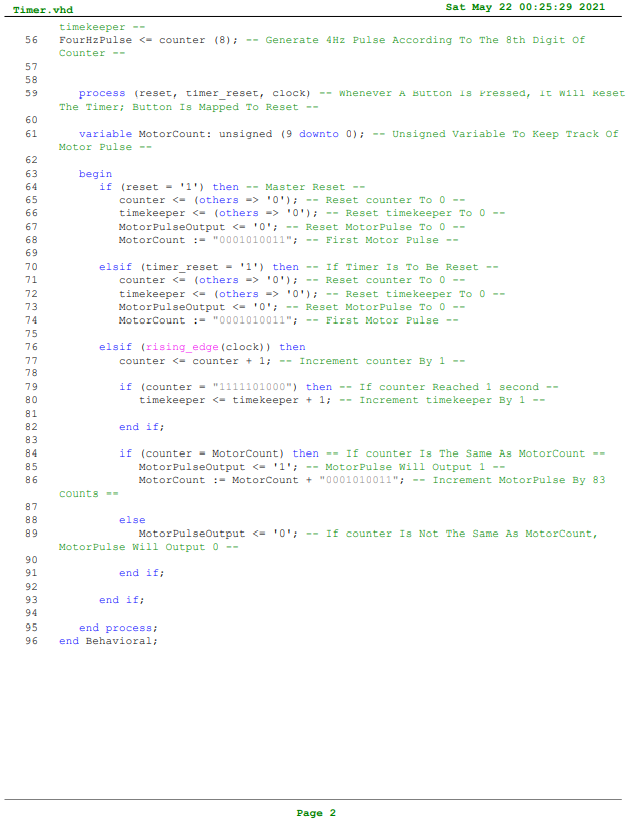 Timer.vhd Sat May 22 00:25:29 2021
timekeeper --
56 FourHzPulse <= counter (8); -- Generate 4Hz Pulse According To The 8th Digit Of
Counter --
57
58
59 process (reset, timer_reset, clock) -- Whenever A Button Is Pressed, It Will Reset
The Timer; Button Is Mapped To Reset --
60
61 variable MotorCount: unsigned (9 downto 0); -- Unsigned Variable To Keep Track Of
Motor Pulse --
62
63 begin
64 if (reset = '1') then -- Master Reset --
65 counter <= (others => '0'); -- Reset counter To 0 --
66 timekeeper <= (others => '0'); -- Reset timekeeper To 0 --
67 MotorPulseOutput <= '0'; -- Reset MotorPulse To 0 --
68 MotorCount := "0001010011"; -- First Motor Pulse --
69
70 elsif (timer_reset = '1') then -- If Timer Is To Be Reset --
71 counter <= (others => '0'); -- Reset counter To 0 --
72 timekeeper <= (others => '0'); -- Reset timekeeper To 0 --
73 MotorPulseOutput <= '0'; -- Reset MotorPulse To 0 --
74 MotorCount := "0001010011"; -- First Motor Pulse --
75
76 elsif (rising_edge(clock)) then
77 counter <= counter + 1; -- Increment counter By 1 --
78
79 if (counter = "1111101000") then -- If counter Reached 1 second --
80 timekeeper <= timekeeper + 1; -- Increment timekeeper By 1 --
81
82 end if;
83
84 if (counter = MotorCount) then -- If counter Is The Same As MotorCount --
85 MotorPulseOutput <= '1'; -- MotorPulse Will Output 1 --
86 MotorCount := MotorCount + "0001010011"; -- Increment MotorPulse By 83
counts --
87
88 else
89 MotorPulseOutput <= '0'; -- If counter Is Not The Same As MotorCount,
MotorPulse Will Output 0 --
90
91 end if;
92
93 end if;
94
95 end process;
96 end Behavioral;
Page 2